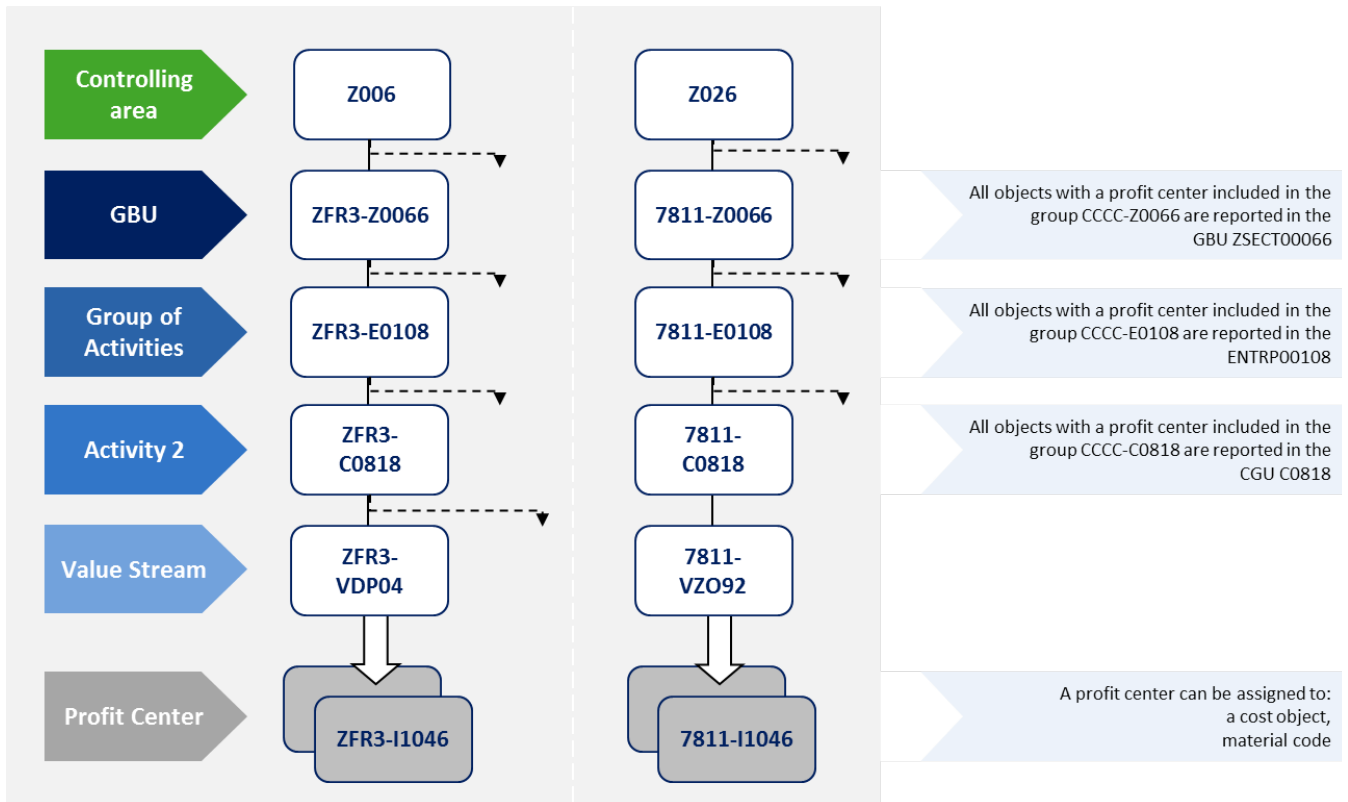 Controlling
area
Z006
Z026
GBU
ZFR3-Z0066
7811-Z0066
All objects with a profit center included in the
group CCCC-Z0066 are reported in the
GBU ZSECT00066
Group of
Activities
ZFR3-E0108
7811-E0108
All objects with a profit center included in the
group CCCC-E0108 are reported in the
ENTRP00108
Activity 2
ZFR3-
C0818
7811-
C0818
All objects with a profit center included in the
group CCCC-C0818 are reported in the
CGU C0818
Value Stream
ZFR3-
VDP04
7811-
VZO92
Profit Center
ZFR3-I1046
7811-I1046
A profit center can be assigned to:
a cost object,
material code